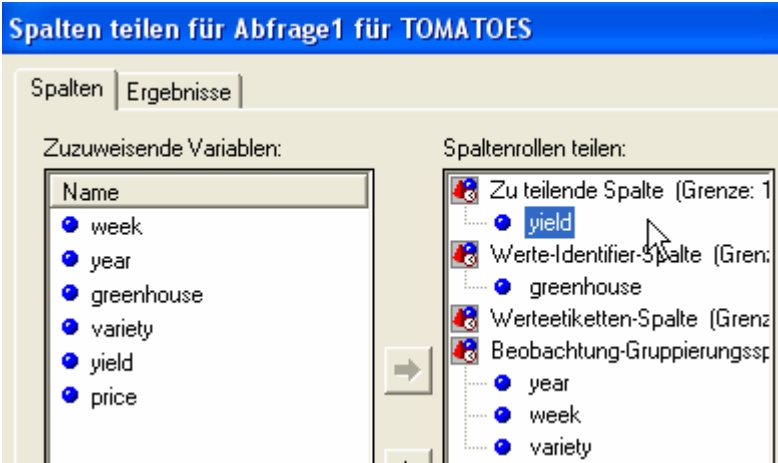 Spalten teilen für Abfrage1 für TOMATOES
Spalten
Ergebnisse
Zuzuweisende Variablen:
Name
week
year
greenhouse
variety
yield
price
Spaltenrollen teilen:
Zu teilende Spalte (Grenze: 1
yield
Werte-Identifier-Spalte (Gren:
greenhouse
Werteetiketten-Spalte (Grenz
Beobachtung-Gruppierungssp
year
week
variety